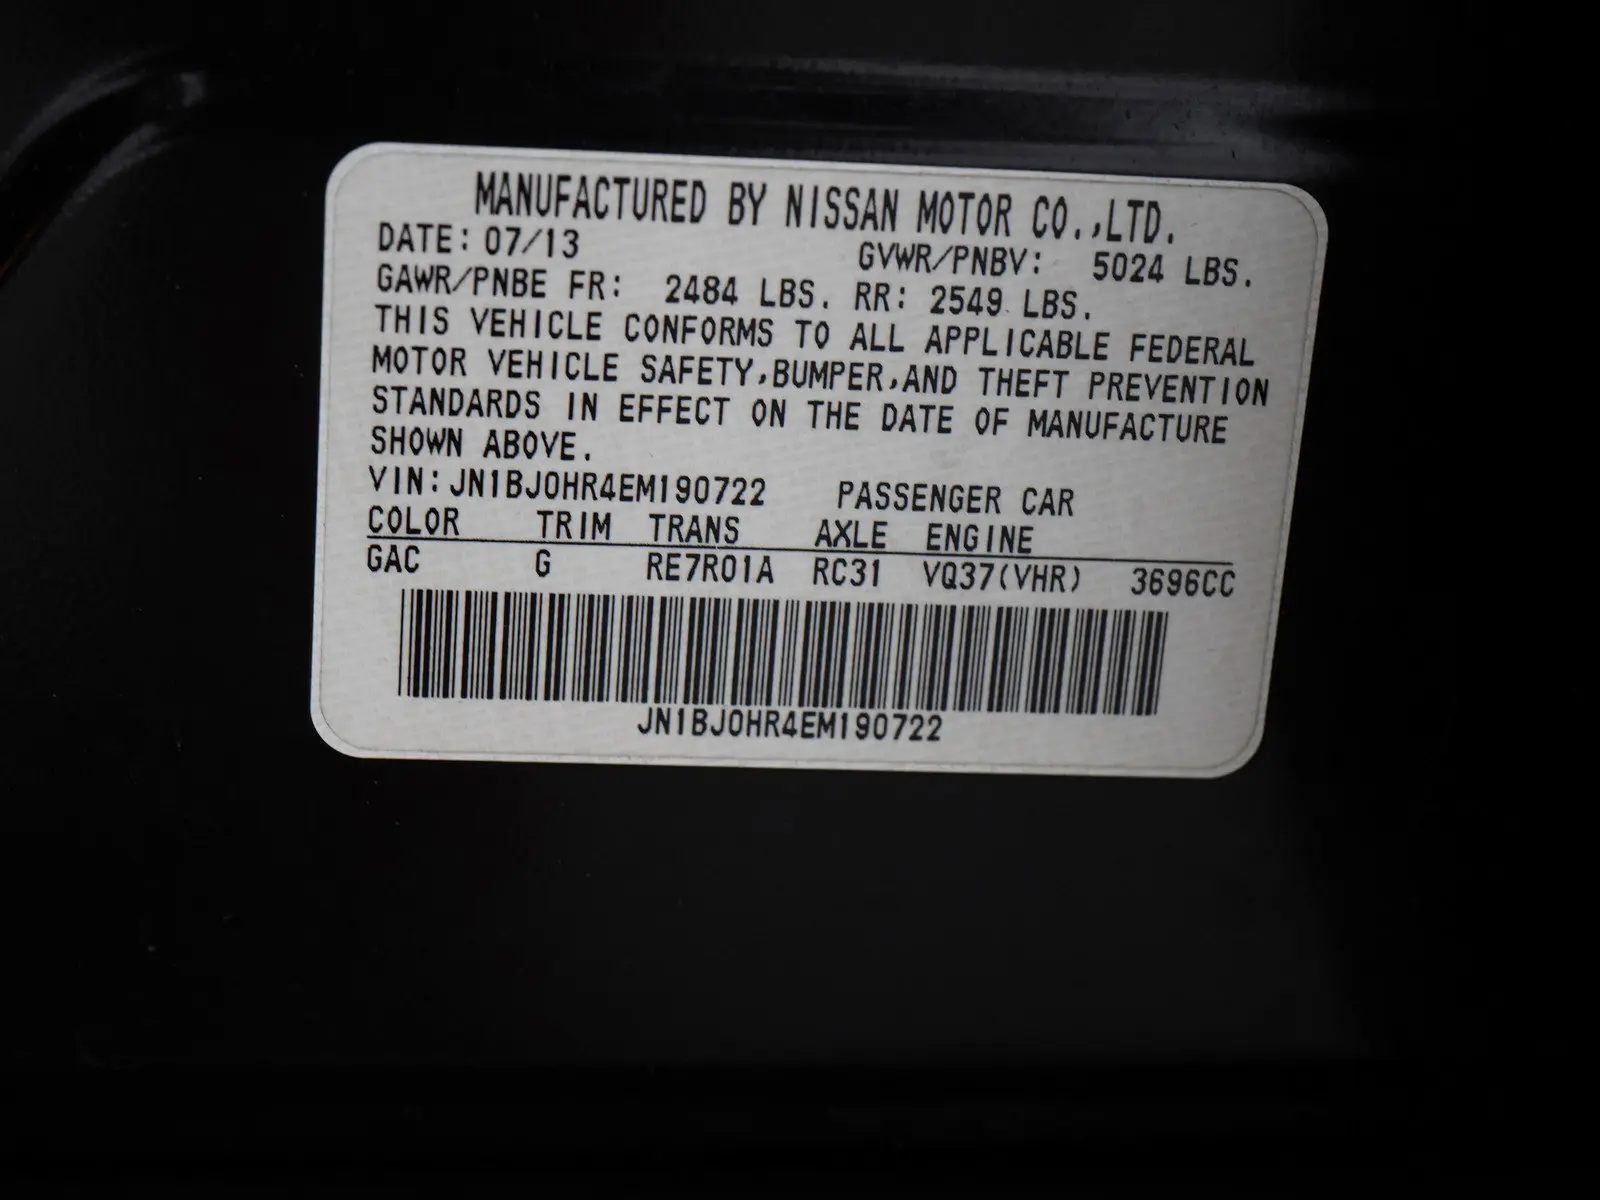 MANUFACTURED BY NISSAN MOTOR CO.,LTD.
DATE: 07/13 GVWR/PNBV: 5024 LBS.
GAWR/PNBE FR: 2484 LBS. RR: 2549 LBS.
THIS VEHICLE CONFORMS TO ALL APPLICABLE FEDERAL
MOTOR VEHICLE SAFETY,BUMPER,AND THEFT PREVENTION
STANDARDS IN EFFECT ON THE DATE OF MANUFACTURE
SHOWN ABOVE.
VIN: JN1BJ0HR4EM190722 PASSENGER CAR
COLOR TRIM TRANS AXLE ENGINE
GAC G RE7R01A RC31 VQ37(VHR) 3696CC
JN1BJ0HR4EM190722